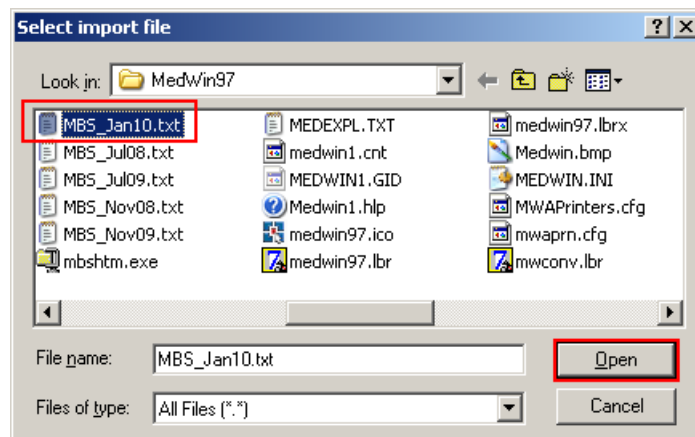 Select import file
Look in: MedWin97
MBS_Jan10.txt MEDEXPL.TXT medwin97.lbrx
MBS_Jul08.txt medwin1.cnt Medwin.bmp
MBS_Jul09.txt MEDWIN1.GID MEDWIN.INI
MBS_Nov08.txt Medwin1.hlp MWAPrinters.cfg
MBS_Nov09.txt medwin97.ico mwaprn.cfg
mbshtm.exe medwin97.lbr mwconv.lbr
File name: MBS_Jan10.txt Open
Files of type: All Files (*.*) Cancel